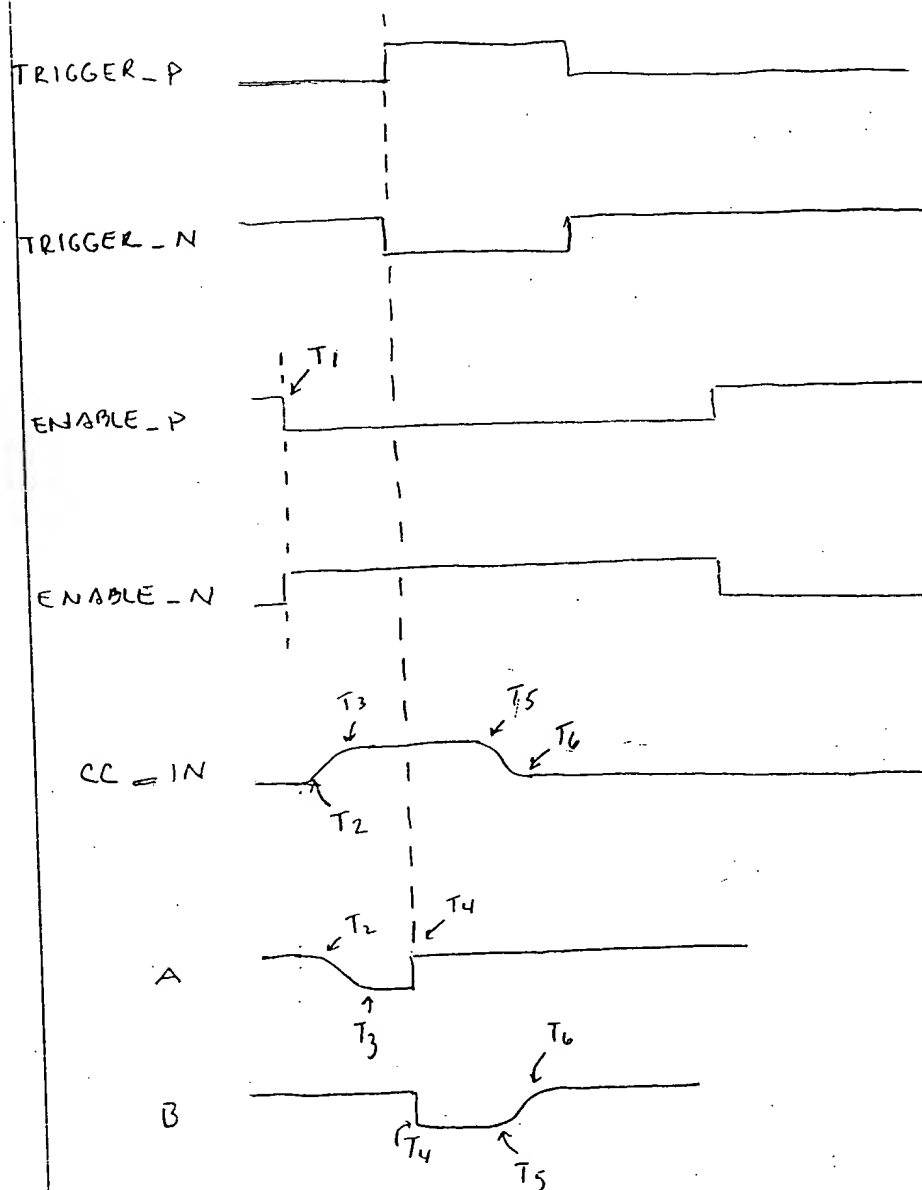 TRIGGER_P
TRIGGER_N
T1
ENABLE_P
ENABLE_N
T3
T5
T6
CC_IN
T2
T2
T4
A
T3
T6
B
T4
T5